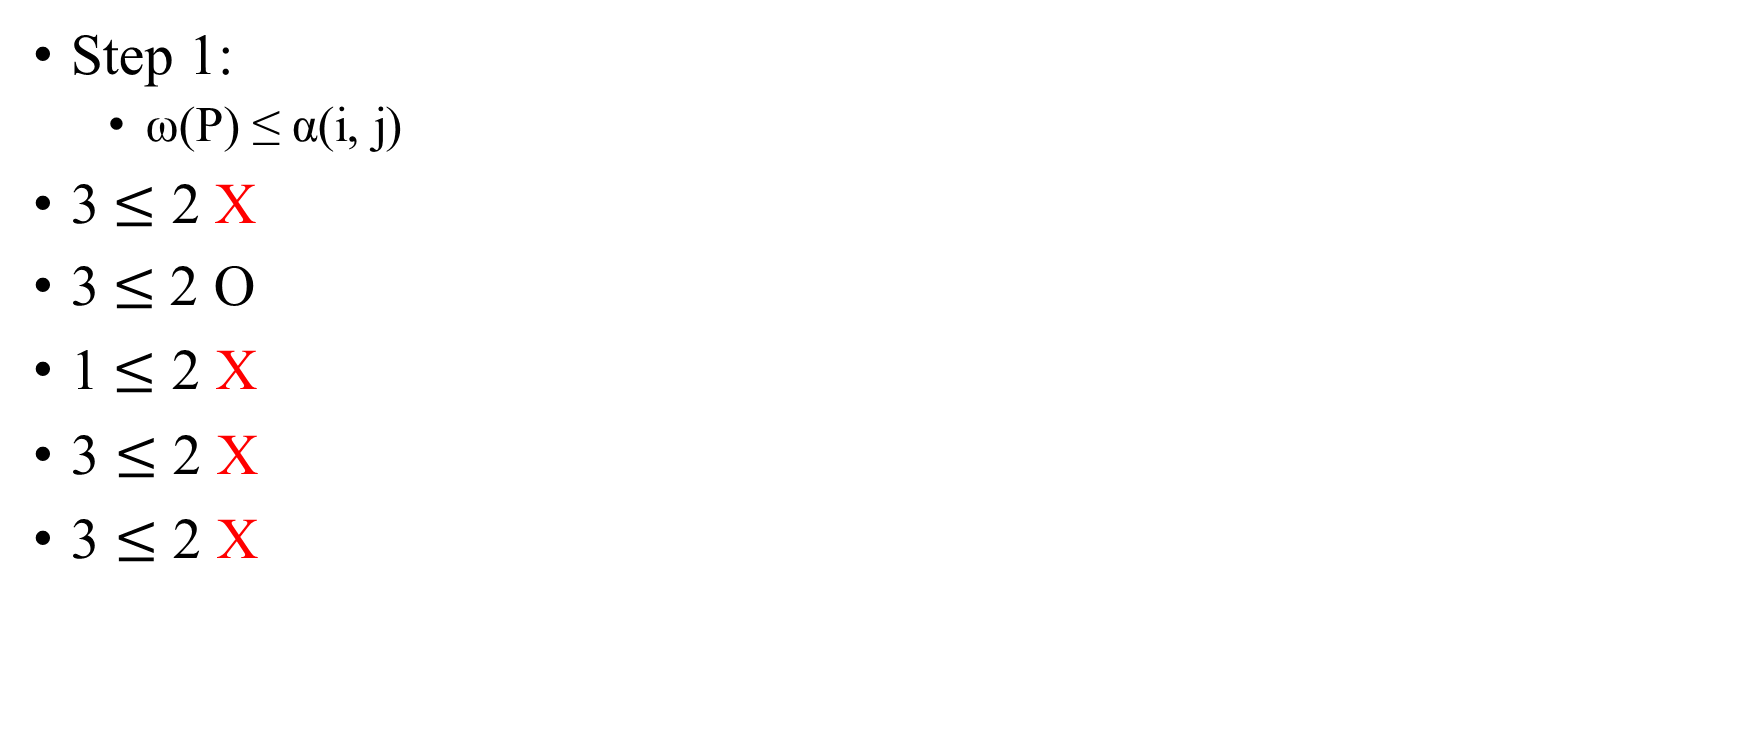 • Step 1:
• ω(P) ≤ α(i, j)
• 3 ≤ 2 X
• 3 ≤ 2 O
• 1 ≤ 2 X
• 3 ≤ 2 X
• 3 ≤ 2 X